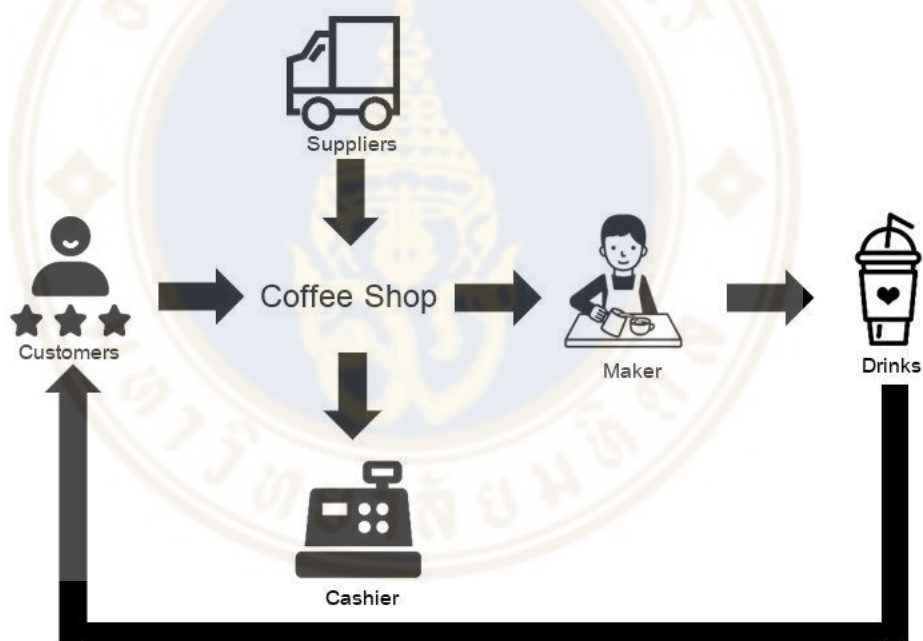 Suppliers
Coffee Shop
Customers
Maker
Drinks
Cashier